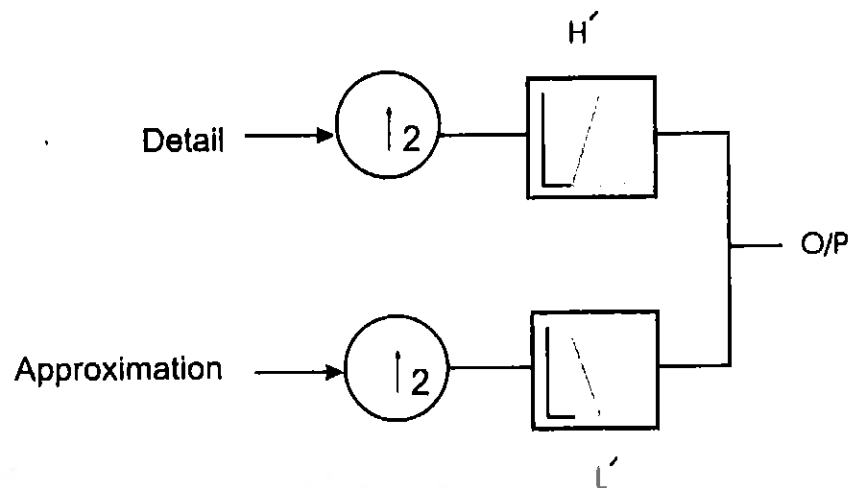 H′
Detail
↑2
O/P
Approximation
↑2
L′